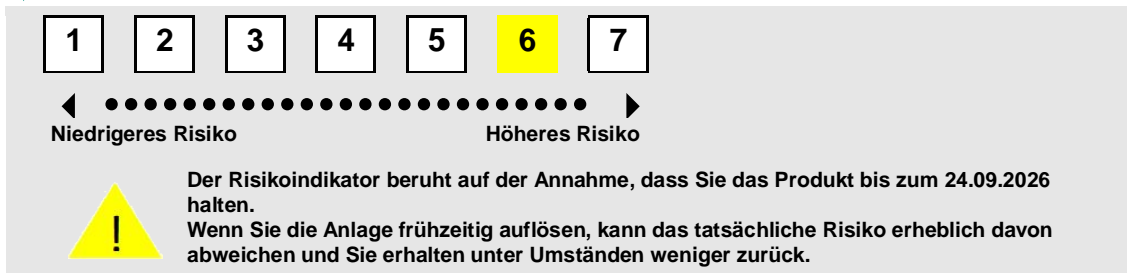 1 2 3 4 5 6 7
Niedrigeres Risiko Höheres Risiko
Der Risikoindikator beruht auf der Annahme, dass Sie das Produkt bis zum 24.09.2026
halten.
Wenn Sie die Anlage frühzeitig auflösen, kann das tatsächliche Risiko erheblich davon
! abweichen und Sie erhalten unter Umständen weniger zurück.